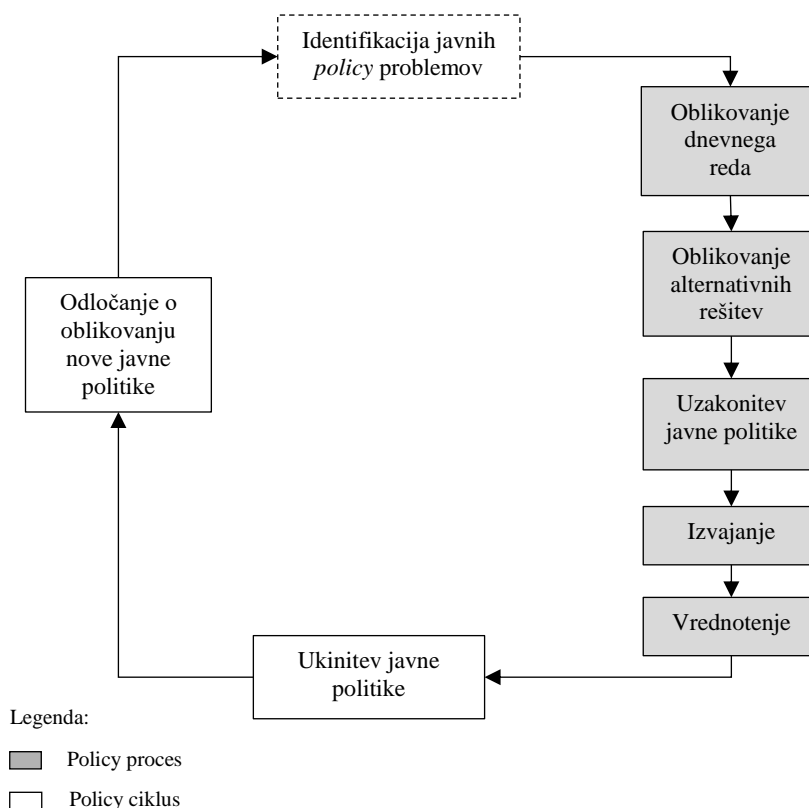 Identifikacija javnih
policy problemov
Oblikovanje
dnevnega
reda
Oblikovanje
alternativnih
rešitev
Uzakonitev
javne politike
Izvajanje
Vrednotenje
Ukinitev javne
politike
Odločanje o
oblikovanju
nove javne
politike
Legenda:
Policy proces
Policy ciklus